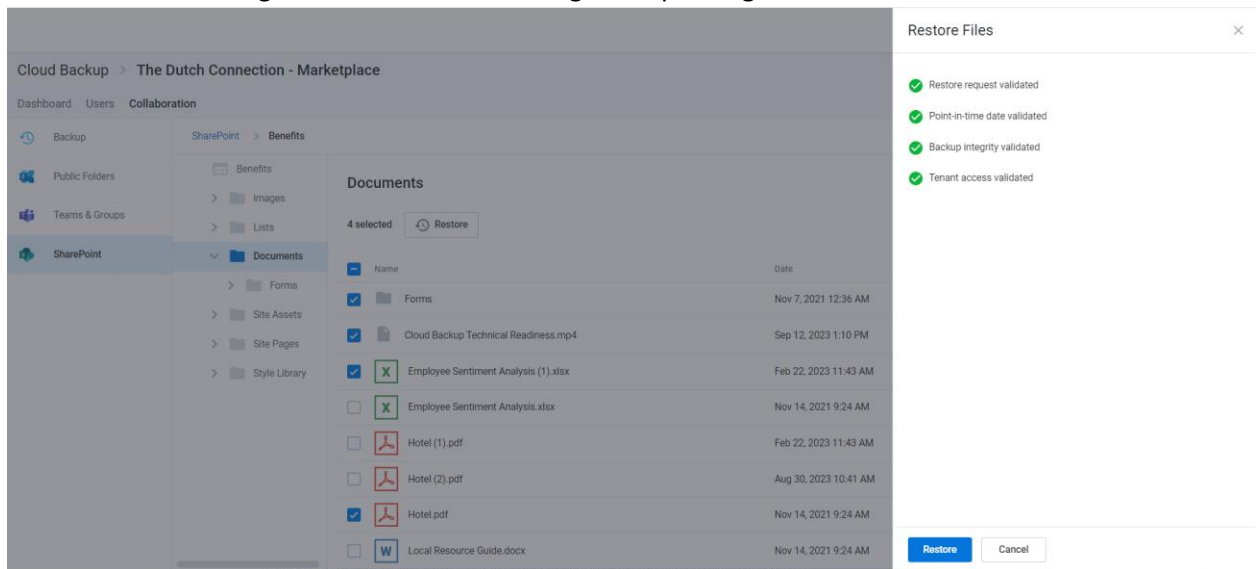 Restore Files
Cloud Backup > The Dutch Connection - Marketplace
Dashboard Users Collaboration
Backup
Public Folders
Teams & Groups
SharePoint
SharePoint > Benefits
Benefits
Images
Lists
Documents
Forms
Site Assets
Site Pages
Style Library
Documents
4 selected Restore
Name Date
Forms Nov 7, 2021 12:36 AM
Cloud Backup Technical Readiness.mp4 Sep 12, 2023 1:10 PM
Employee Sentiment Analysis (1).xlsx Feb 22, 2023 11:43 AM
Employee Sentiment Analysis.xlsx Nov 14, 2021 9:24 AM
Hotel (1).pdf Feb 22, 2023 11:43 AM
Hotel (2).pdf Aug 30, 2023 10:41 AM
Hotel.pdf Nov 14, 2021 9:24 AM
Local Resource Guide.docx Nov 14, 2021 9:24 AM
Restore request validated
Point-in-time date validated
Backup integrity validated
Tenant access validated
Restore Cancel